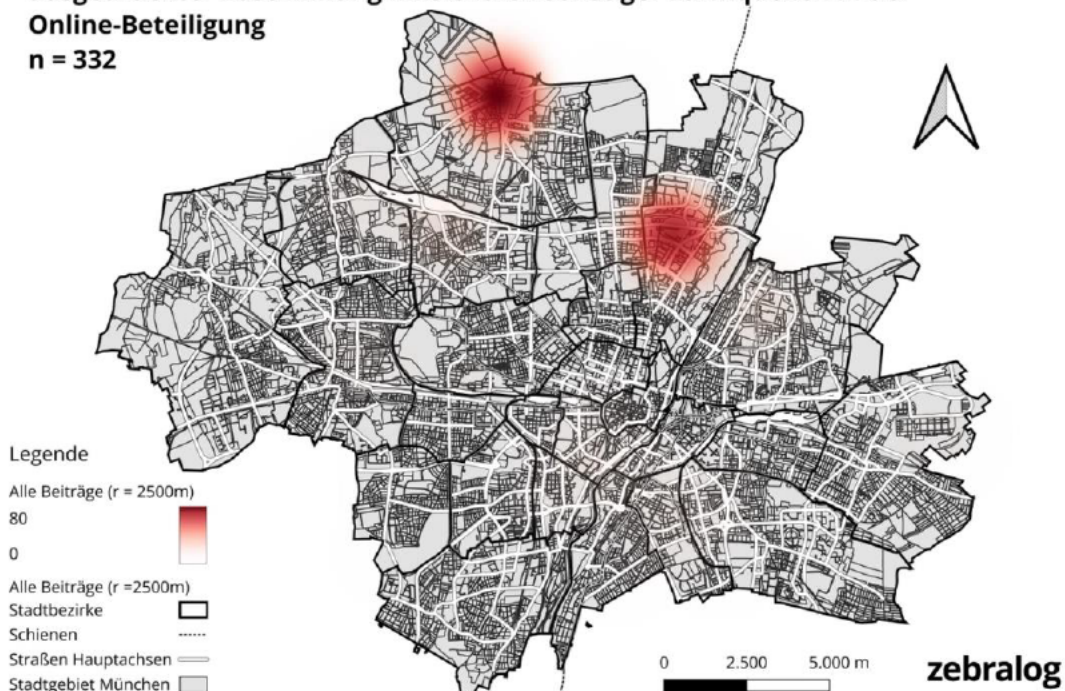 Online-Beteiligung
n = 332
Legende
Alle Beiträge (r = 2500m)
80
0
Alle Beiträge (r =2500m)
Stadtbezirke
Schienen
Straßen Hauptachsen
Stadtgebiet München
0 2.500 5.000 m
zebralog